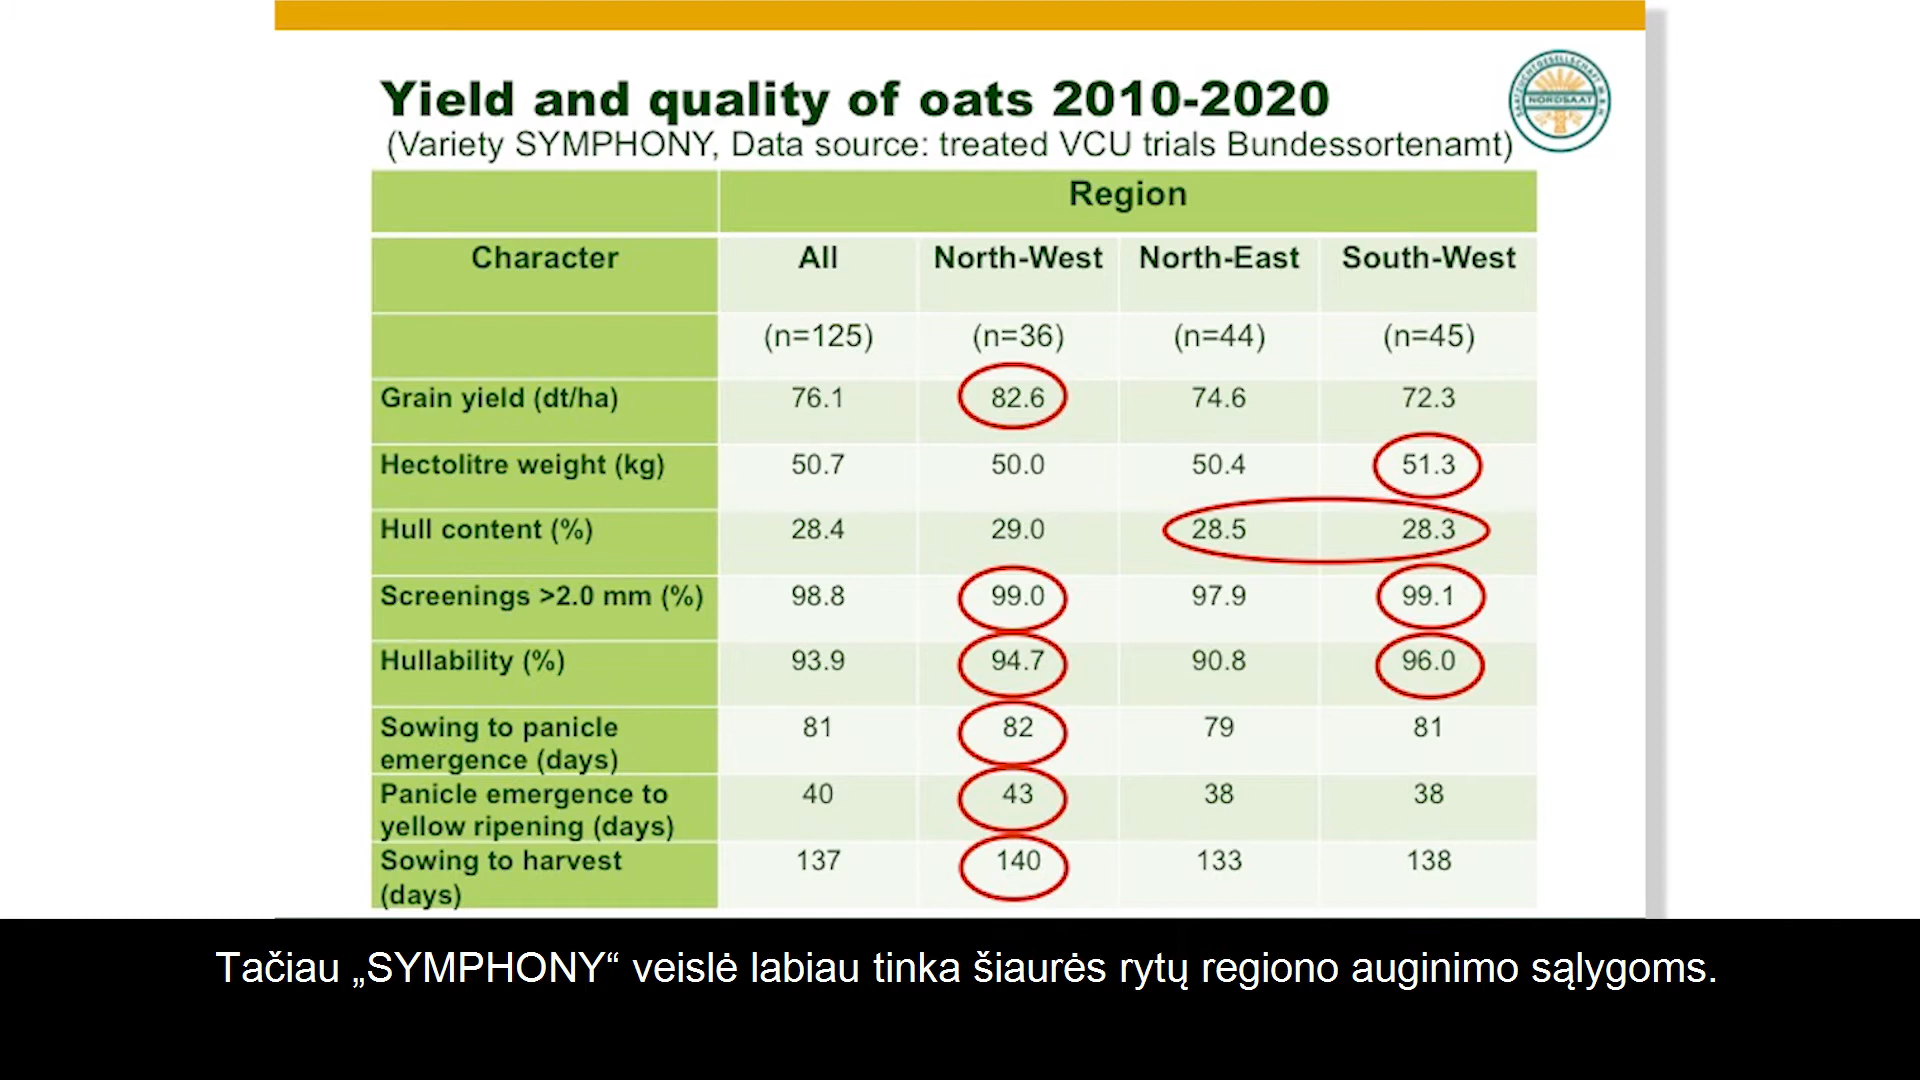 Yield and quality of oats 2010-2020
(Variety SYMPHONY, Data source: treated VCU trials Bundessortenamt)
NORDSAAT
SAATZUCHTGESELLSCHAFT M.B.H
Region
Character All North-West North-East South-West
(n=125) (n=36) (n=44) (n=45)
Grain yield (dt/ha) 76.1 82.6 74.6 72.3
Hectolitre weight (kg) 50.7 50.0 50.4 51.3
Hull content (%) 28.4 29.0 28.5 28.3
Screenings >2.0 mm (%) 98.8 99.0 97.9 99.1
Hullability (%) 93.9 94.7 90.8 96.0
Sowing to panicle 81 82 79 81
emergence (days)
Panicle emergence to 40 43 38 38
yellow ripening (days)
Sowing to harvest 137 140 133 138
(days)
Tačiau „SYMPHONY“ veislė labiau tinka šiaurės rytų regiono auginimo sąlygoms.